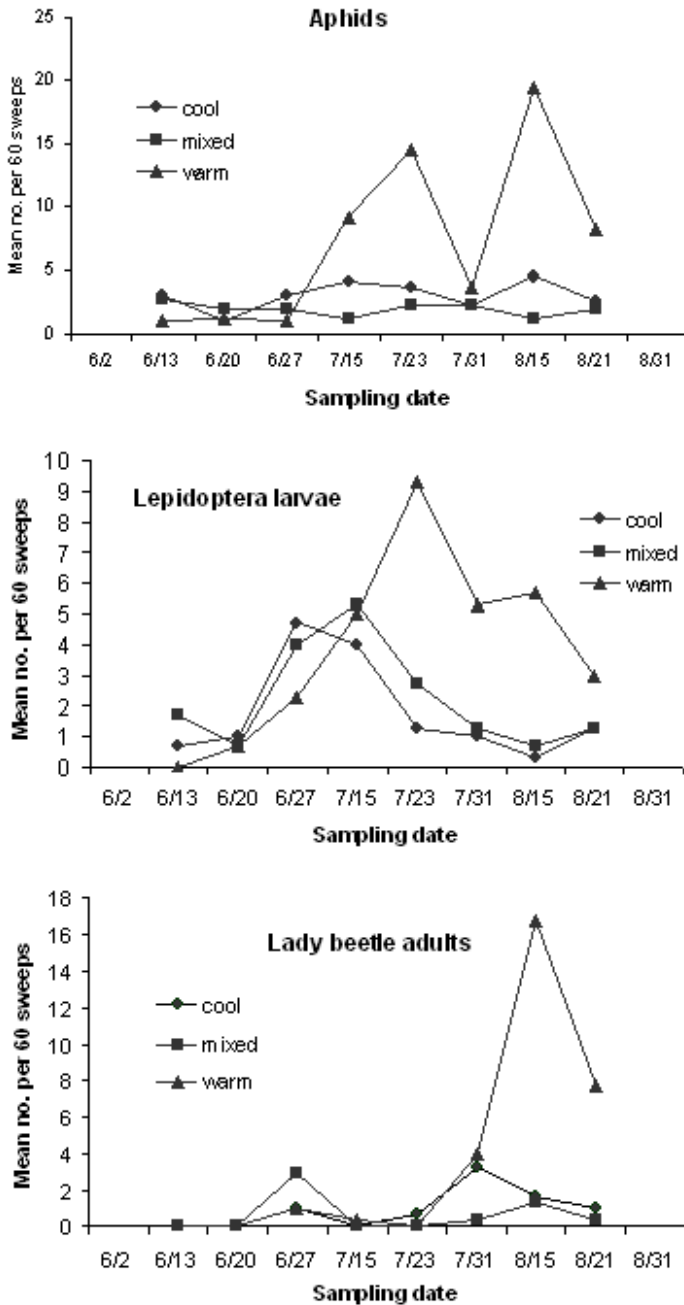 Aphids
25
20
15
10
5
0
Mean no. per 60 sweeps
cool
mixed
warm
6/2 6/13 6/20 6/27 7/15 7/23 7/31 8/15 8/21 8/31
Sampling date
Lepidoptera larvae
10
9
8
7
6
5
4
3
2
1
0
Mean no. per 60 sweeps
cool
mixed
warm
6/2 6/13 6/20 6/27 7/15 7/23 7/31 8/15 8/21 8/31
Sampling date
Lady beetle adults
18
16
14
12
10
8
6
4
2
0
Mean no. per 60 sweeps
cool
mixed
warm
6/2 6/13 6/20 6/27 7/15 7/23 7/31 8/15 8/21 8/31
Sampling date